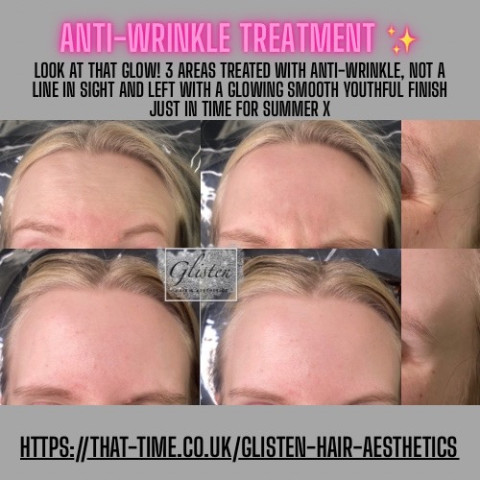 ANTI-WRINKLE TREATMENT ✨
LOOK AT THAT GLOW! 3 AREAS TREATED WITH ANTI-WRINKLE, NOT A
LINE IN SIGHT AND LEFT WITH A GLOWING SMOOTH YOUTHFUL FINISH
JUST IN TIME FOR SUMMER X
Glisten
HTTPS://THAT-TIME.CO.UK/GLISTEN-HAIR-AESTHETICS